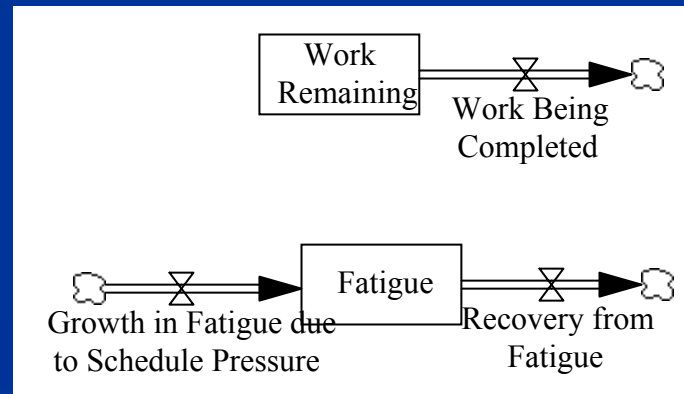 Work
Remaining
Work Being
Completed
Fatigue
Growth in Fatigue due
to Schedule Pressure
Recovery from
Fatigue